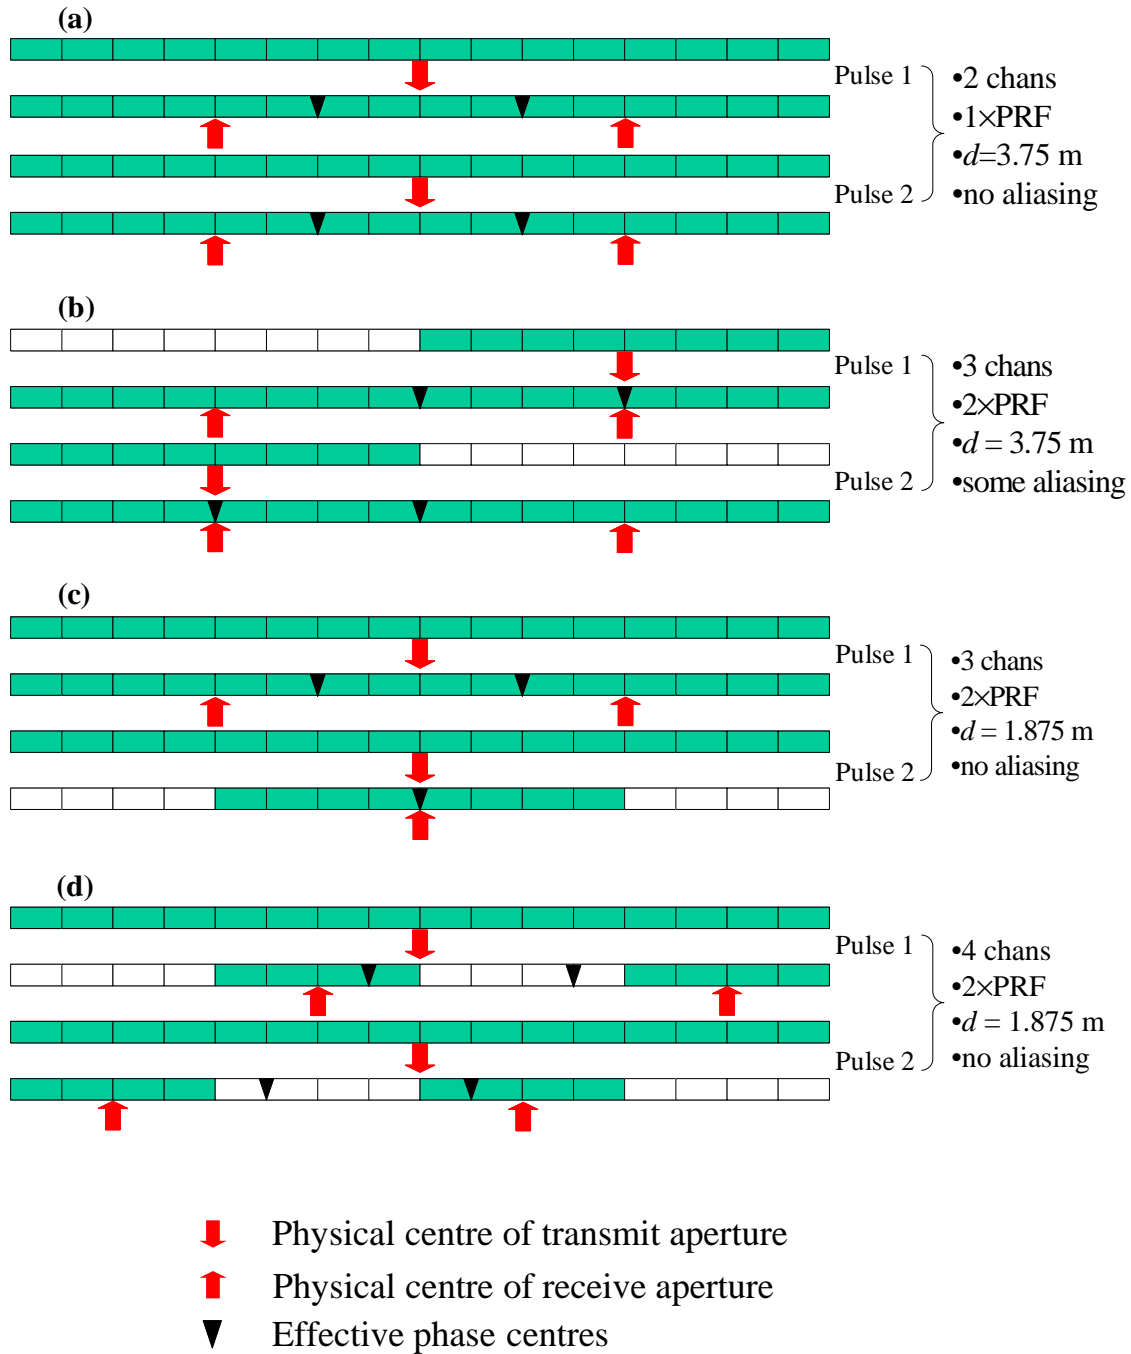 (a)
Pulse 1
Pulse 2
•2 chans
•1×PRF
•d=3.75 m
•no aliasing
(b)
Pulse 1
Pulse 2
•3 chans
•2×PRF
•d = 3.75 m
•some aliasing
(c)
Pulse 1
Pulse 2
•3 chans
•2×PRF
•d = 1.875 m
•no aliasing
(d)
Pulse 1
Pulse 2
•4 chans
•2×PRF
•d = 1.875 m
•no aliasing
Physical centre of transmit aperture
Physical centre of receive aperture
Effective phase centres